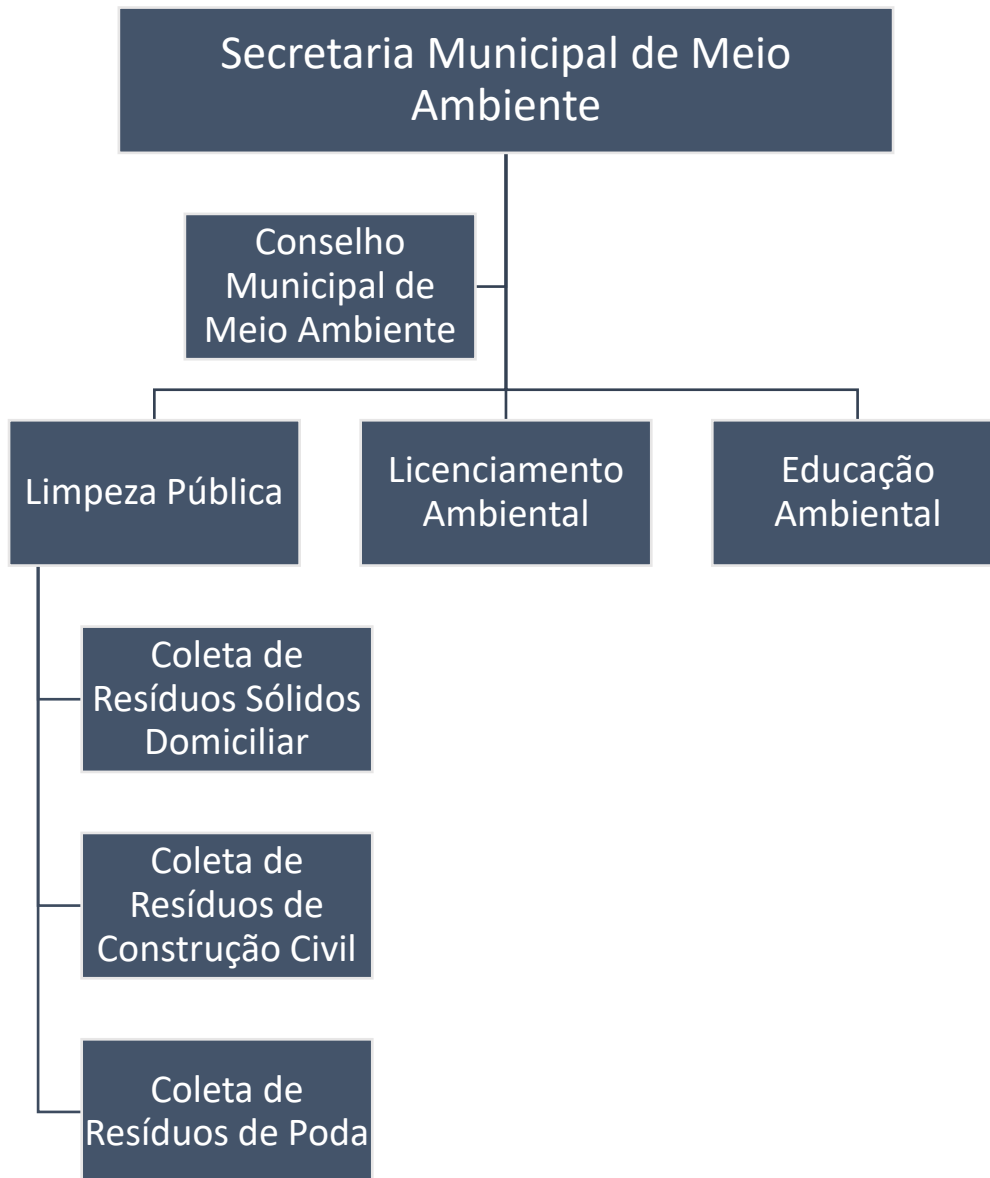 Secretaria Municipal de Meio
Ambiente
Conselho
Municipal de
Meio Ambiente
Limpeza Pública
Licenciamento
Ambiental
Educação
Ambiental
Coleta de
Resíduos Sólidos
Domiciliar
Coleta de
Resíduos de
Construção Civil
Coleta de
Resíduos de Poda